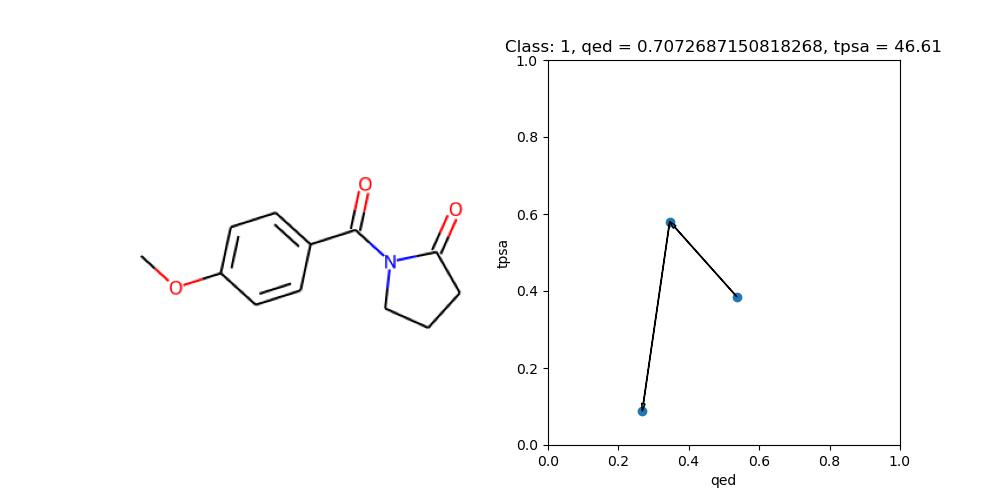 Class: 1, qed = 0.7072687150818268, tpsa = 46.61
1.0
0.8
0.6
0.4
0.2
0.0
tpsa
0.0 0.2 0.4 0.6 0.8 1.0
qed
O
O
N
O